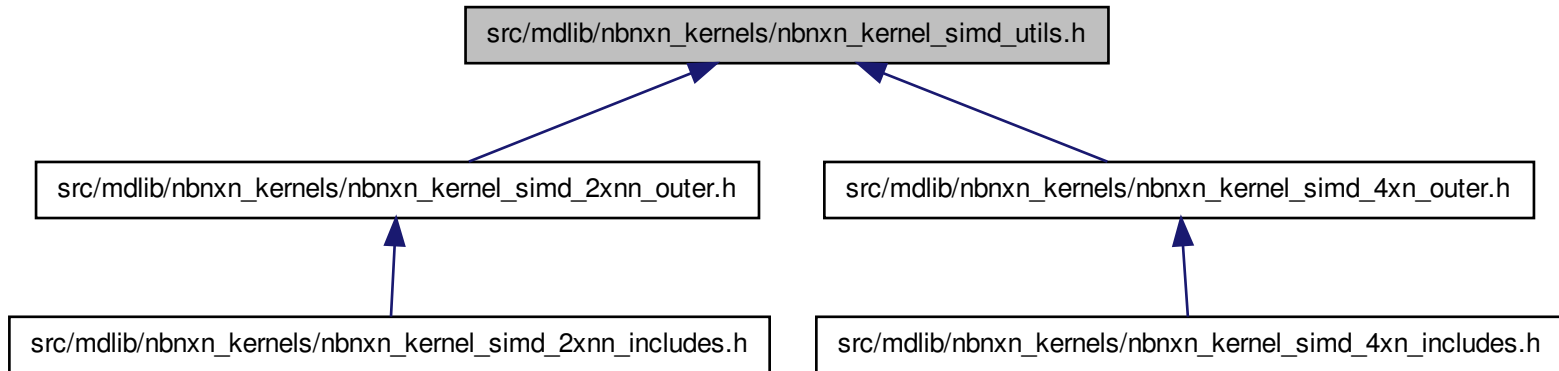 src/mdlib/nbnxn_kernels/nbnxn_kernel_simd_utils.h
src/mdlib/nbnxn_kernels/nbnxn_kernel_simd_2xnn_outer.h
src/mdlib/nbnxn_kernels/nbnxn_kernel_simd_4xn_outer.h
src/mdlib/nbnxn_kernels/nbnxn_kernel_simd_2xnn_includes.h
src/mdlib/nbnxn_kernels/nbnxn_kernel_simd_4xn_includes.h